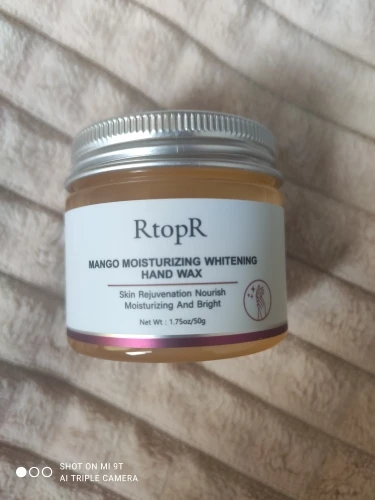 RtopR
MANGO MOISTURIZING WHITENING
HAND WAX
Skin Rejuvenation Nourish
Moisturizing And Bright
Net Wt : 1.75oz/50g
SHOT ON MI 9T
AI TRIPLE CAMERA